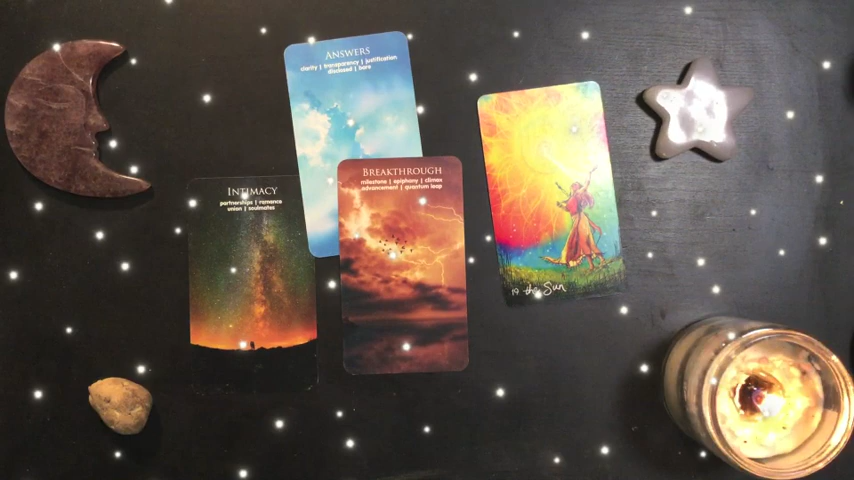 ANSWERS
clarity | transparency | justification
disclosed | bare
BREAKTHROUGH
milestone | epiphany | climax
advancement | quantum leap
INTIMACY
partnerships | romance
union | soulmates
19 the Sun